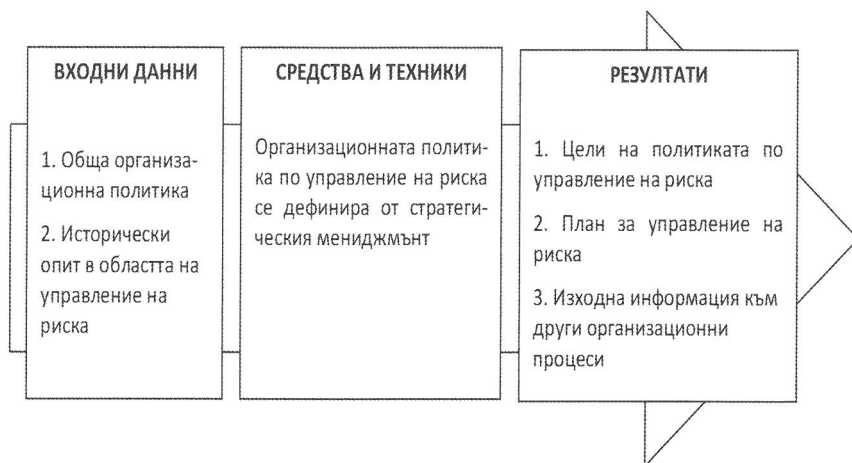 ВХОДНИ ДАННИ
1. Обща организа-
ционна политика
2. Исторически
опит в областта на
управление на
риска
СРЕДСТВА И ТЕХНИКИ
Организационната полити-
ка по управление на риска
се дефинира от стратеги-
ческия мениджмънт
РЕЗУЛТАТИ
1. Цели на политиката по
управление на риска
2. План за управление на
риска
3. Изходна информация към
други организационни
процеси